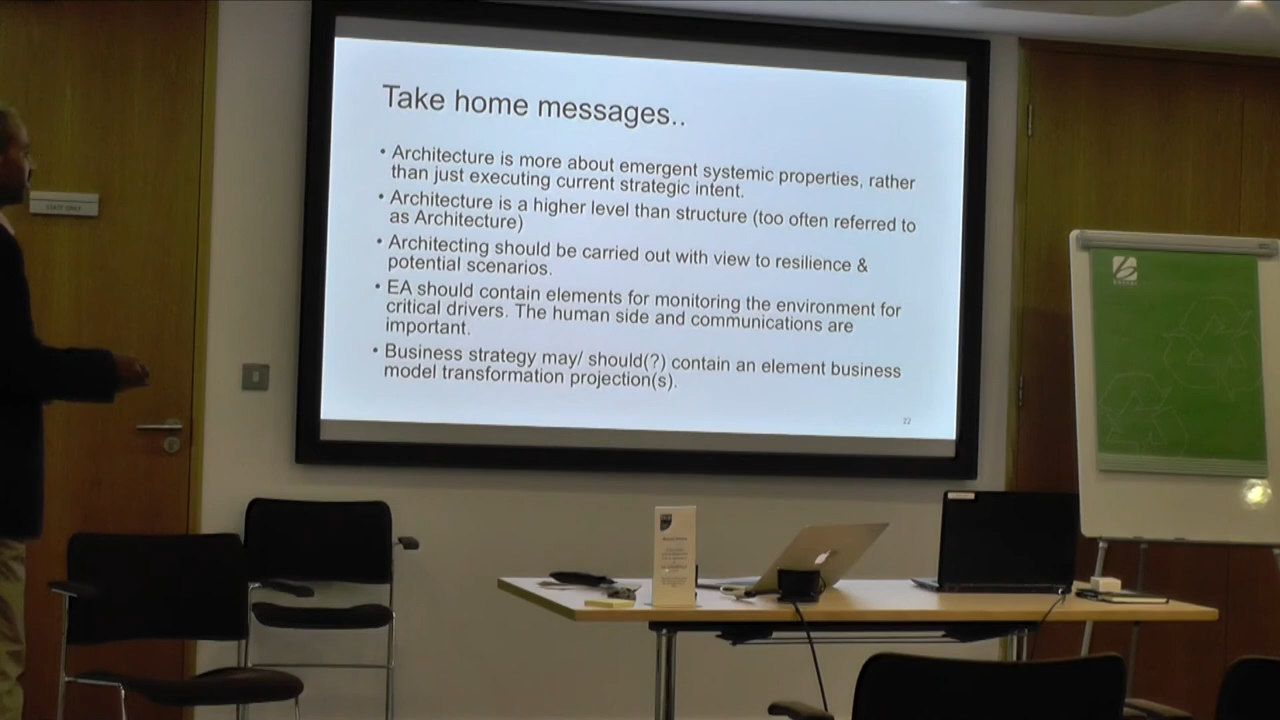 Take home messages..
• Architecture is more about emergent systemic properties, rather
than just executing current strategic intent.
• Architecture is a higher level than structure (too often referred to
as Architecture)
• Architecting should be carried out with view to resilience &
potential scenarios.
• EA should contain elements for monitoring the environment for
critical drivers. The human side and communications are
important.
• Business strategy may/ should(?) contain an element business
model transformation projection(s).
22
STAFF ONLY